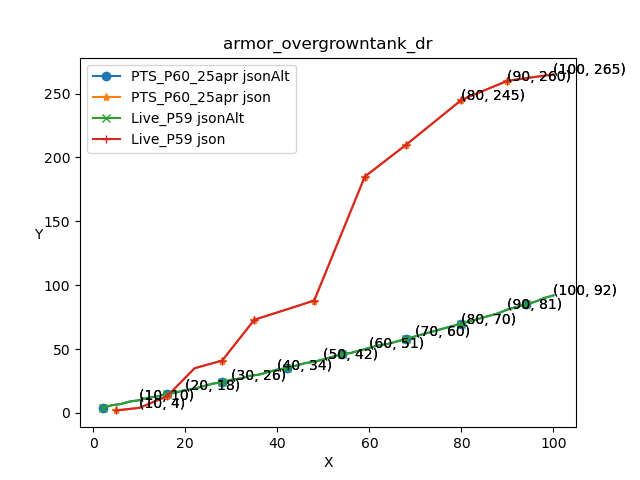 armor_overgrowntank_dr
PTS_P60_25apr jsonAlt
PTS_P60_25apr json
Live_P59 jsonAlt
Live_P59 json
(100, 265)
(90, 260)
(80, 245)
(100, 92)
(90, 81)
(80, 70)
(70, 60)
(60, 51)
(50, 42)
(40, 34)
(30, 26)
(20, 18)
(10, 10)
(10, 4)
250
200
150
100
50
0
Y
0 20 40 60 80 100
X